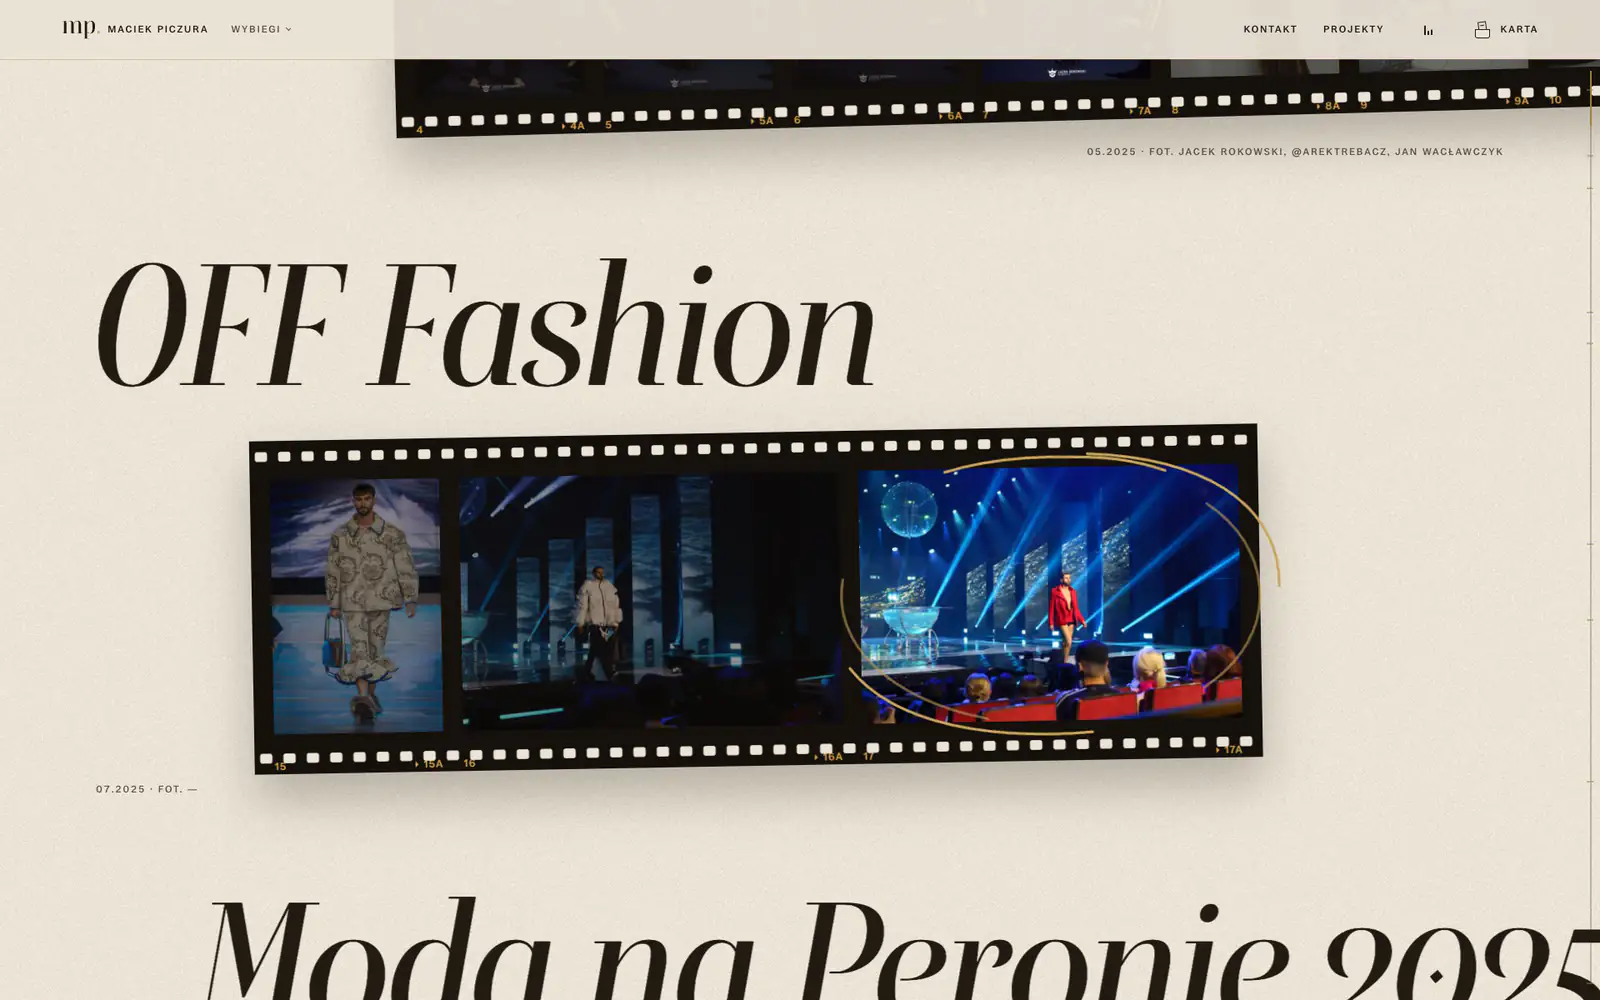 mp. MACIEK PICZURA WYBIEGI KONTAKT PROJEKTY KARTA
4 4A 5 5A 6 6A 7 7A 8 8A 9 9A 10
05.2025 · FOT. JACEK ROKOWSKI, @AREKTREBACZ, JAN WACŁAWCZYK
OFF Fashion
15 15A 16 16A 17 17A
07.2025 · FOT. —
Moda na Peronie 2025